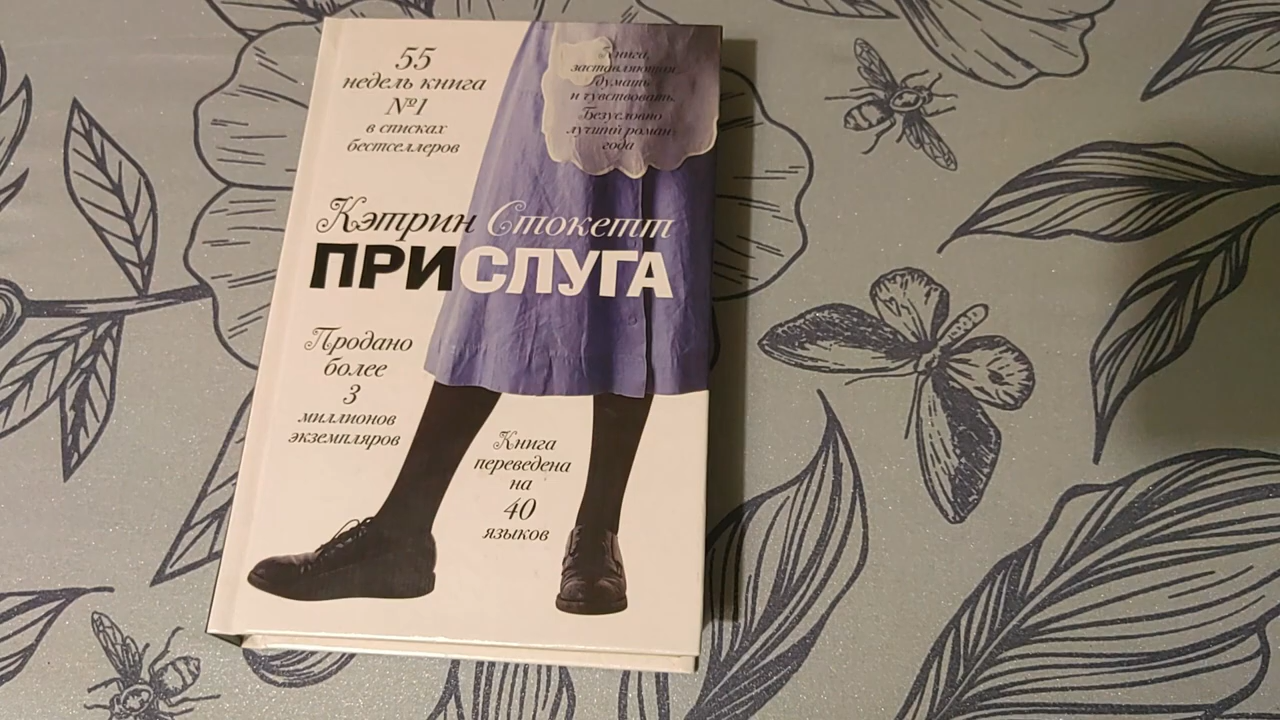 55
недель книга
№1
в списках
бестселлеров
Книга,
заставляющая
думать
и чувствовать.
Безусловно
лучший роман
года
Кэтрин Стокетт
ПРИСЛУГА
Продано
более
3
миллионов
экземпляров
Книга
переведена
на
40
языков